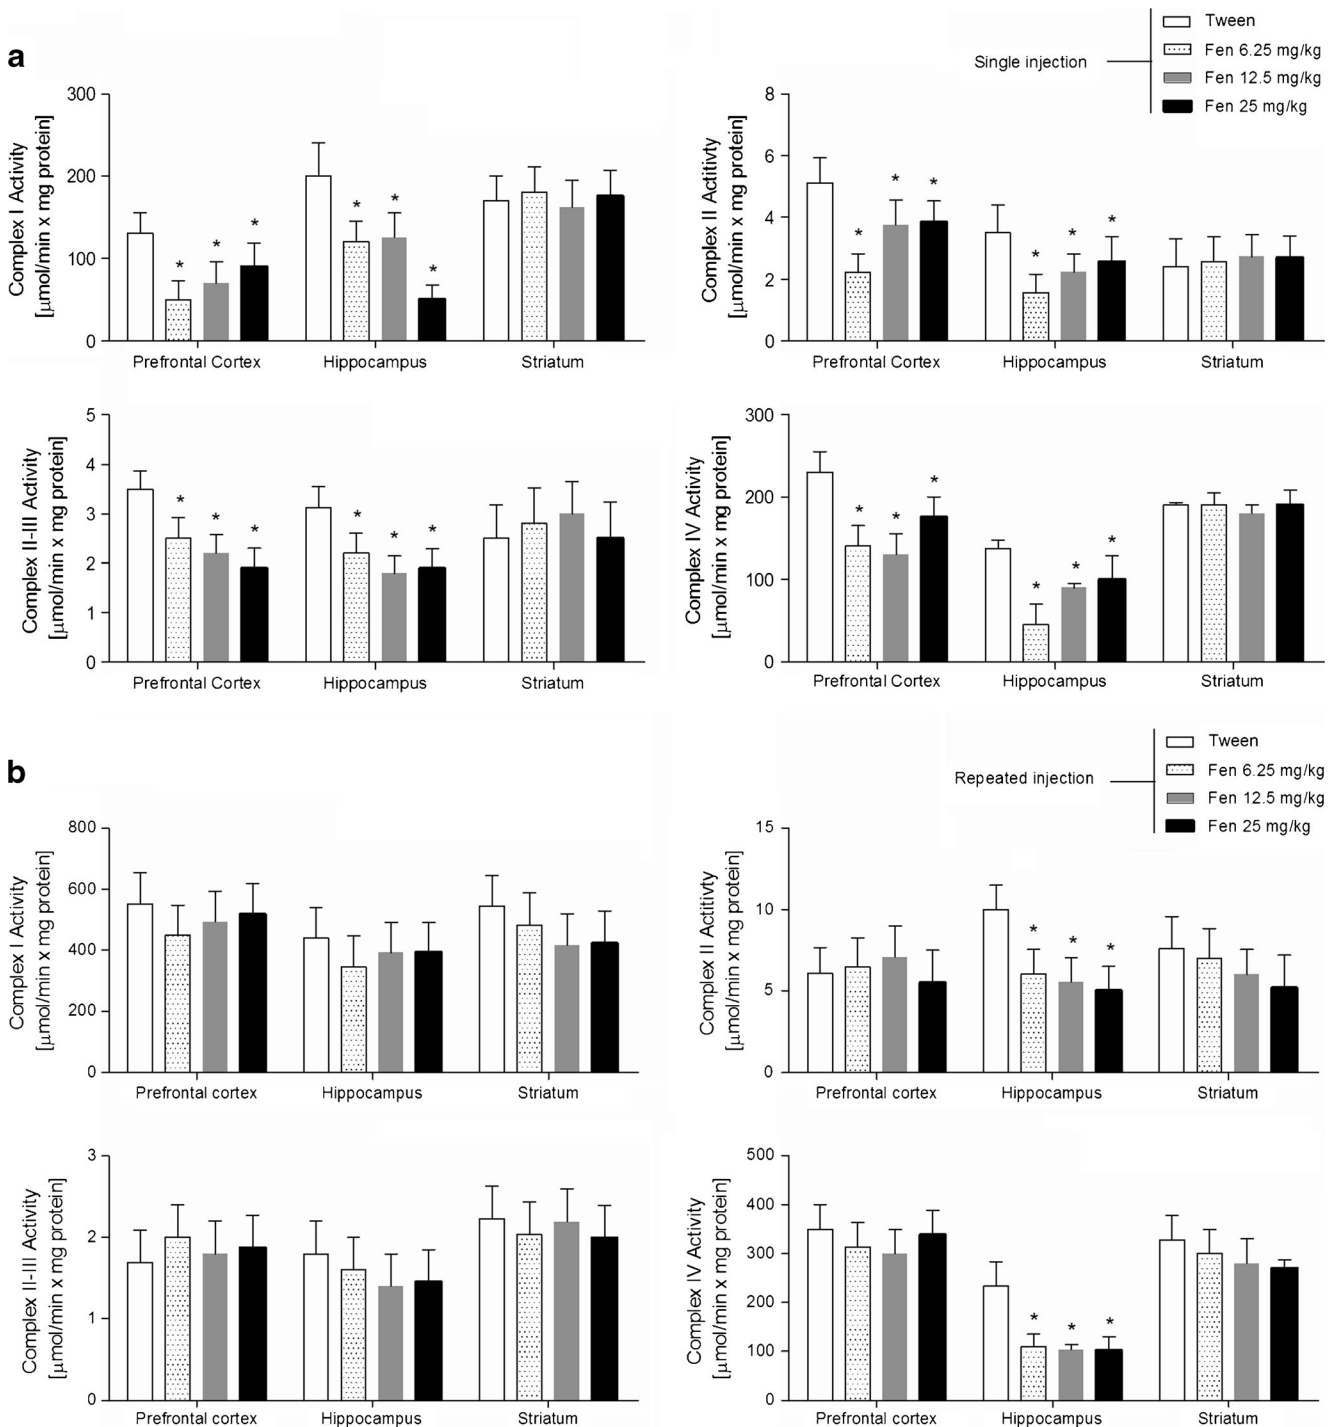 a
Single injection
Tween
Fen 6.25 mg/kg
Fen 12.5 mg/kg
Fen 25 mg/kg
Complex I Activity
[μmol/min x mg protein]
300
200
100
0
Prefrontal Cortex
Hippocampus
Striatum
* * * * * *
Complex II Actitivty
[μmol/min x mg protein]
8
6
4
2
0
Prefrontal Cortex
Hippocampus
Striatum
* * * * * *
Complex II-III Activity
[μmol/min x mg protein]
5
4
3
2
1
0
Prefrontal Cortex
Hippocampus
Striatum
* * * * * *
Complex IV Activity
[μmol/min x mg protein]
300
200
100
0
Prefrontal Cortex
Hippocampus
Striatum
* * * * * *
b
Repeated injection
Tween
Fen 6.25 mg/kg
Fen 12.5 mg/kg
Fen 25 mg/kg
Complex I Activity
[μmol/min x mg protein]
800
600
400
200
0
Prefrontal cortex
Hippocampus
Striatum
Complex II Actitivty
[μmol/min x mg protein]
15
10
5
0
Prefrontal cortex
Hippocampus
Striatum
* * *
Complex II-III Activity
[μmol/min x mg protein]
3
2
1
0
Prefrontal cortex
Hippocampus
Striatum
Complex IV Activity
[μmol/min x mg protein]
500
400
300
200
100
0
Prefrontal cortex
Hippocampus
Striatum
* * *